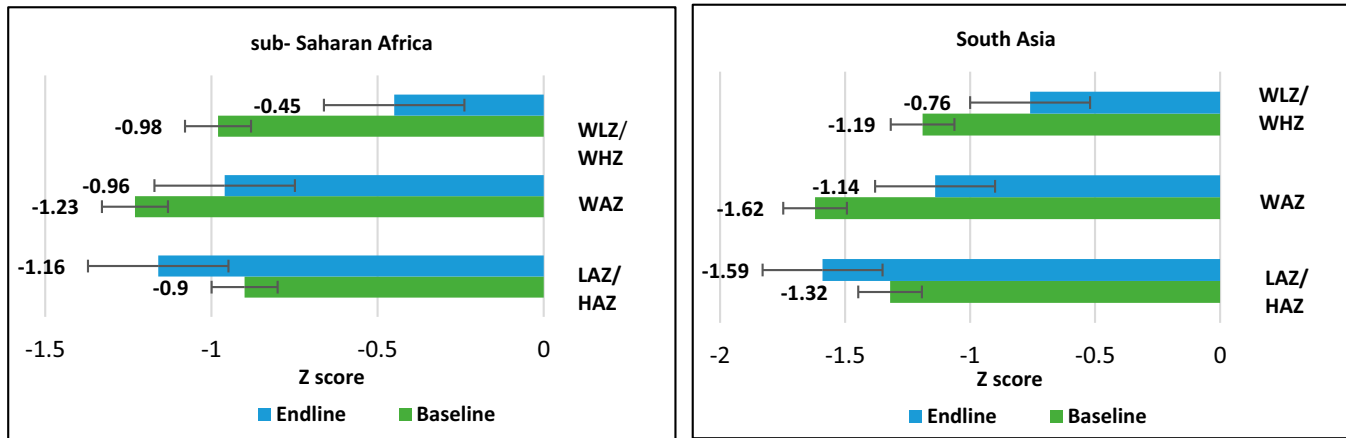 sub- Saharan Africa
-0.45
-0.98
WLZ/
WHZ
-0.96
-1.23
WAZ
-1.16
-0.9
LAZ/
HAZ
-1.5
-1
-0.5
0
Z score
Endline
Baseline
South Asia
-0.76
-1.19
WLZ/
WHZ
-1.14
-1.62
WAZ
-1.59
-1.32
LAZ/
HAZ
-2
-1.5
-1
-0.5
0
Z score
Endline
Baseline